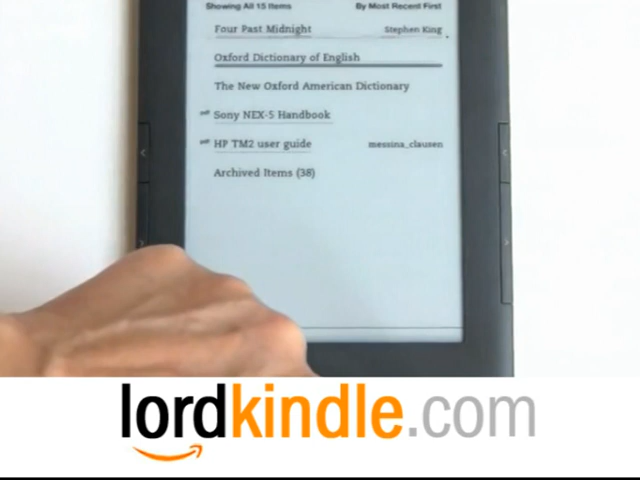 Showing All 15 Items By Most Recent First
Four Past Midnight Stephen King
Oxford Dictionary of English
The New Oxford American Dictionary
Sony NEX-5 Handbook
HP TM2 user guide messina_clausen
Archived Items (38)
lordkindle.com